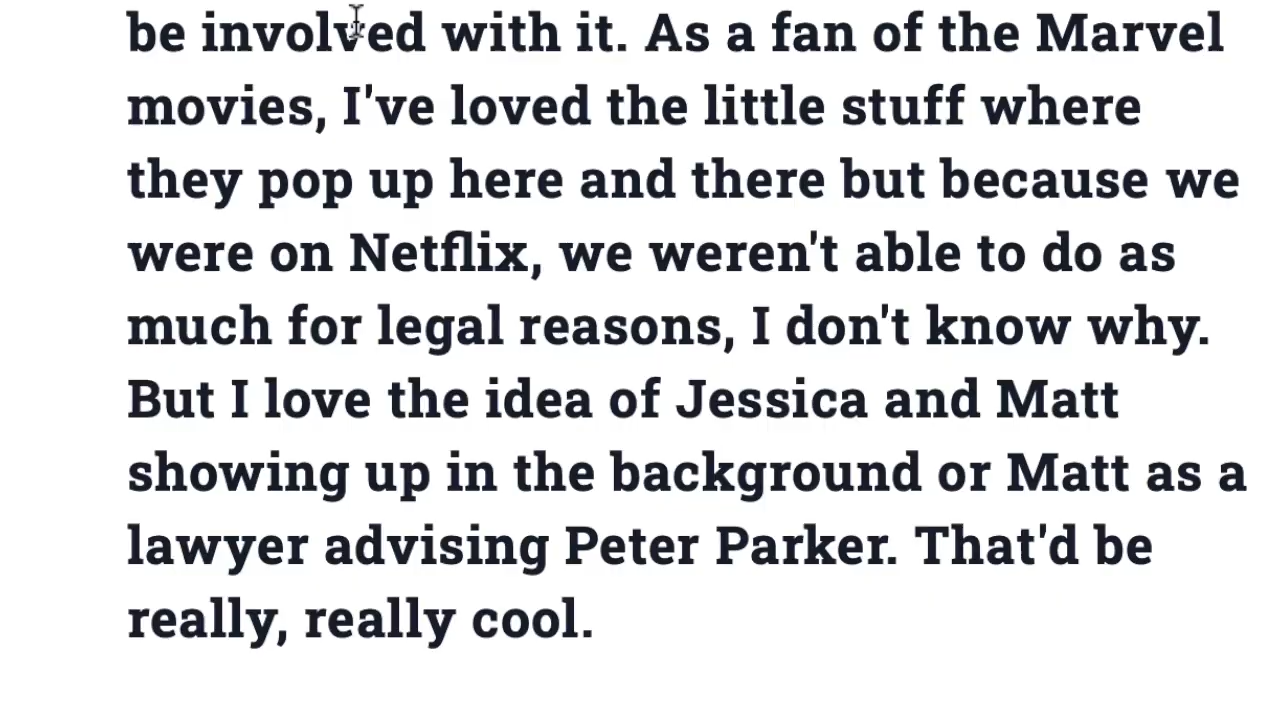 be involved with it. As a fan of the Marvel
movies, I've loved the little stuff where
they pop up here and there but because we
were on Netflix, we weren't able to do as
much for legal reasons, I don't know why.
But I love the idea of Jessica and Matt
showing up in the background or Matt as a
lawyer advising Peter Parker. That'd be
really, really cool.